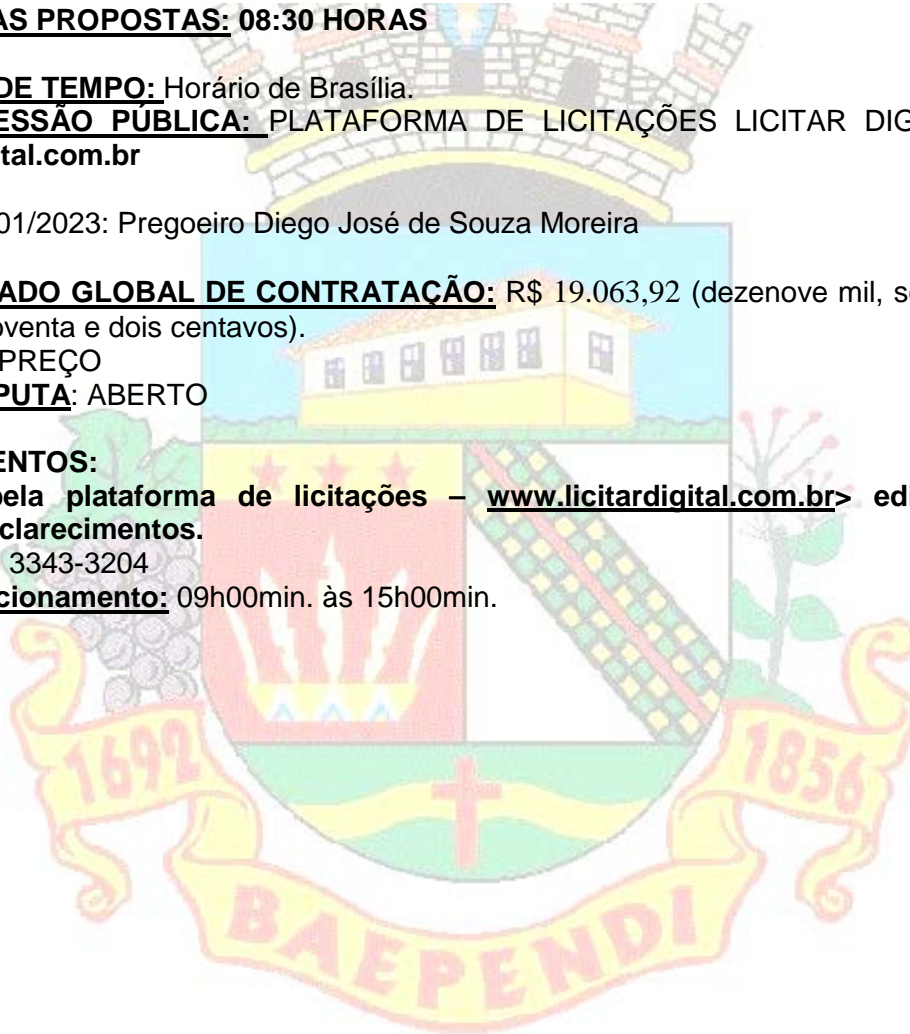 AS PROPOSTAS: 08:30 HORAS
DE TEMPO: Horário de Brasília.
ESSÃO PÚBLICA: PLATAFORMA DE LICITAÇÕES LICITAR DIG
tal.com.br
01/2023: Pregoeiro Diego José de Souza Moreira
ADO GLOBAL DE CONTRATAÇÃO: R$ 19.063,92 (dezenove mil, s
oventa e dois centavos).
PREÇO
PUTA: ABERTO
ENTOS:
pela plataforma de licitações – www.licitardigital.com.br> ed
clarecimentos.
3343-3204
cionamento: 09h00min. às 15h00min.
1692
1856
BAEPENDI